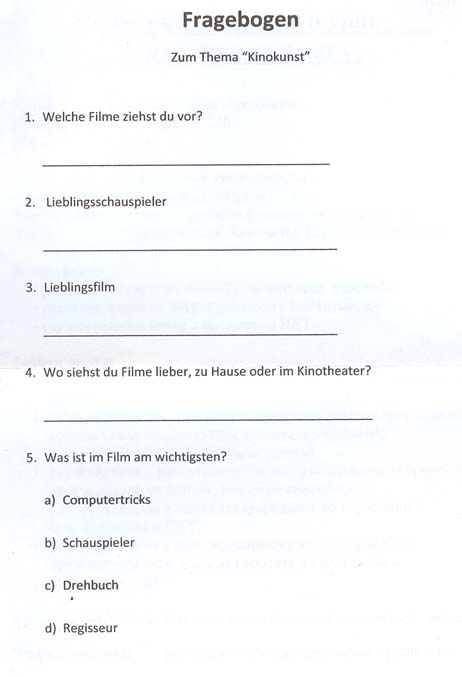 Fragebogen
Zum Thema “Kinokunst”
1. Welche Filme ziehst du vor?
2. Lieblingsschauspieler
3. Lieblingsfilm
4. Wo siehst du Filme lieber, zu Hause oder im Kinotheater?
5. Was ist im Film am wichtigsten?
a) Computertricks
b) Schauspieler
c) Drehbuch
d) Regisseur